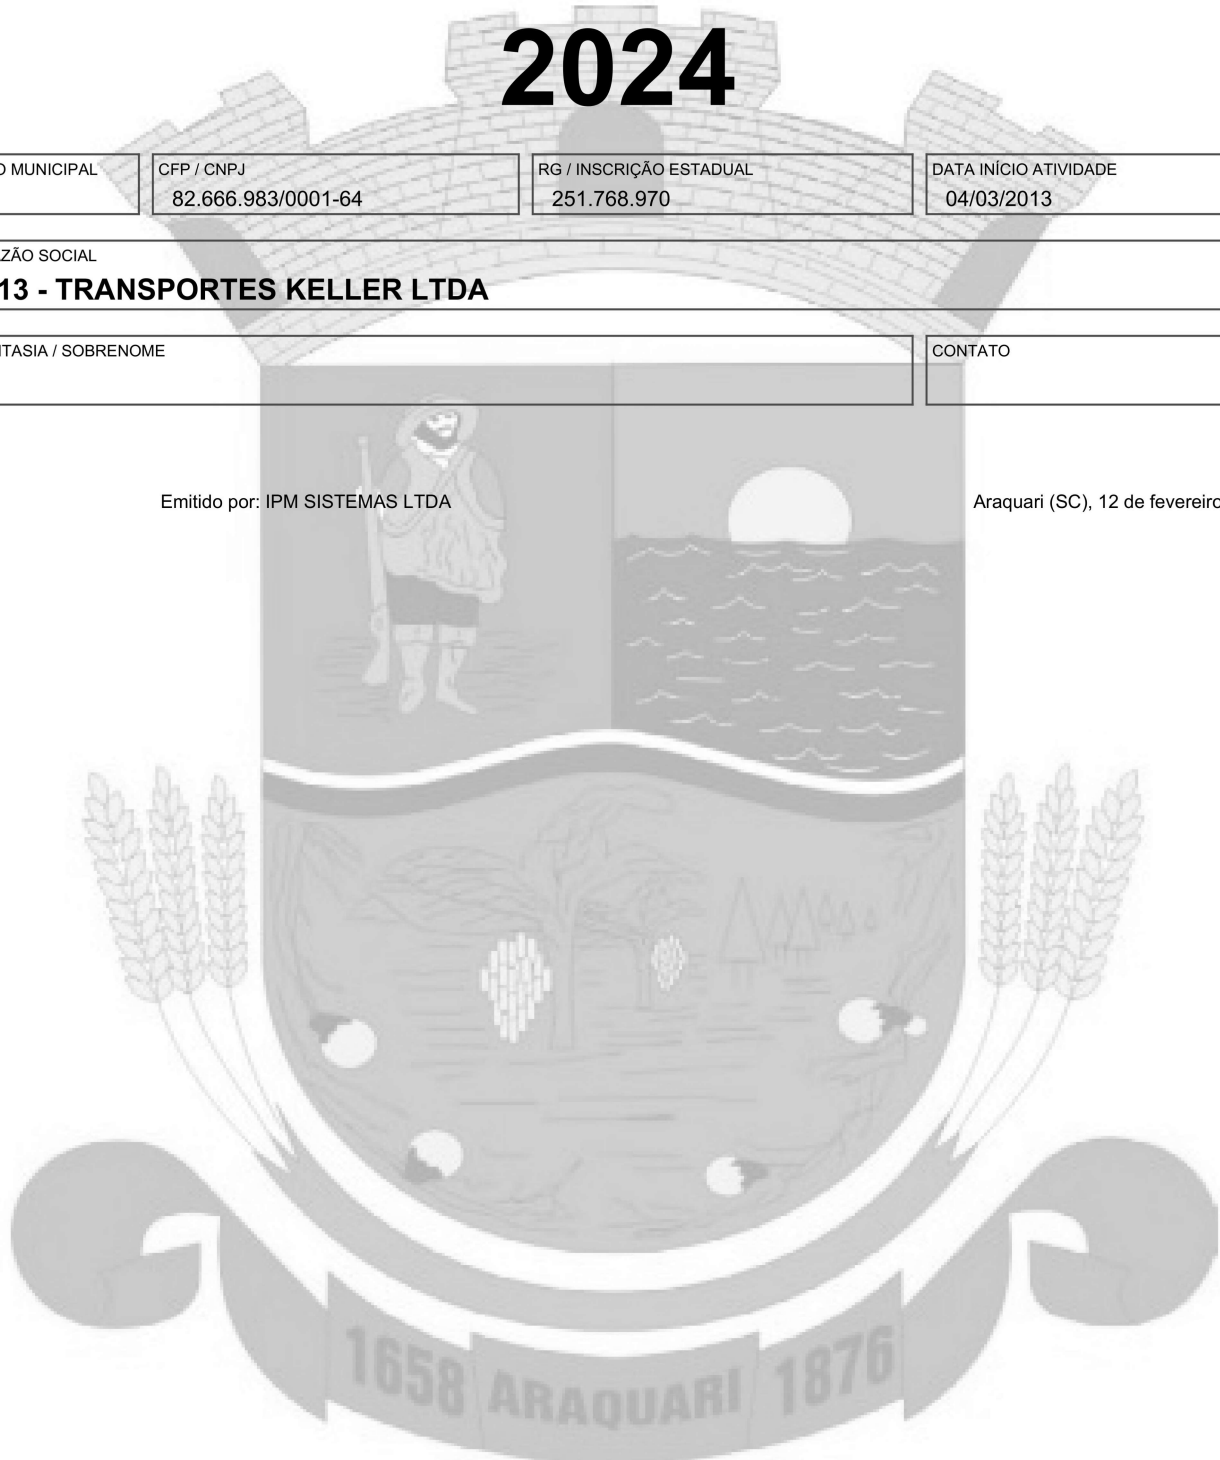 2024
O MUNICIPAL
CFP / CNPJ
RG / INSCRIÇÃO ESTADUAL
DATA INÍCIO ATIVIDADE
82.666.983/0001-64
251.768.970
04/03/2013
ZÃO SOCIAL
13 - TRANSPORTES KELLER LTDA
TASIA / SOBRENOME
CONTATO
Emitido por: IPM SISTEMAS LTDA
Araquari (SC), 12 de fevereiro
1658 ARAQUARI 1876